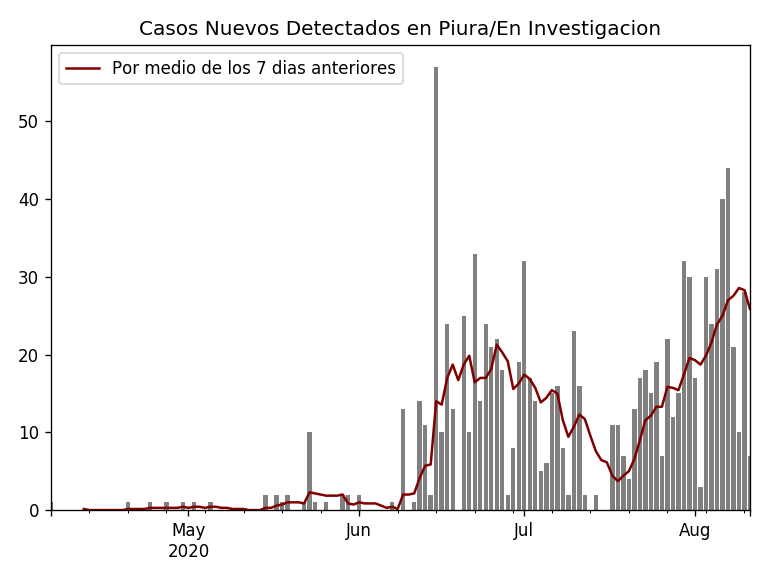 Casos Nuevos Detectados en Piura/En Investigacion
Por medio de los 7 dias anteriores
50
40
30
20
10
0
May
2020
Jun
Jul
Aug